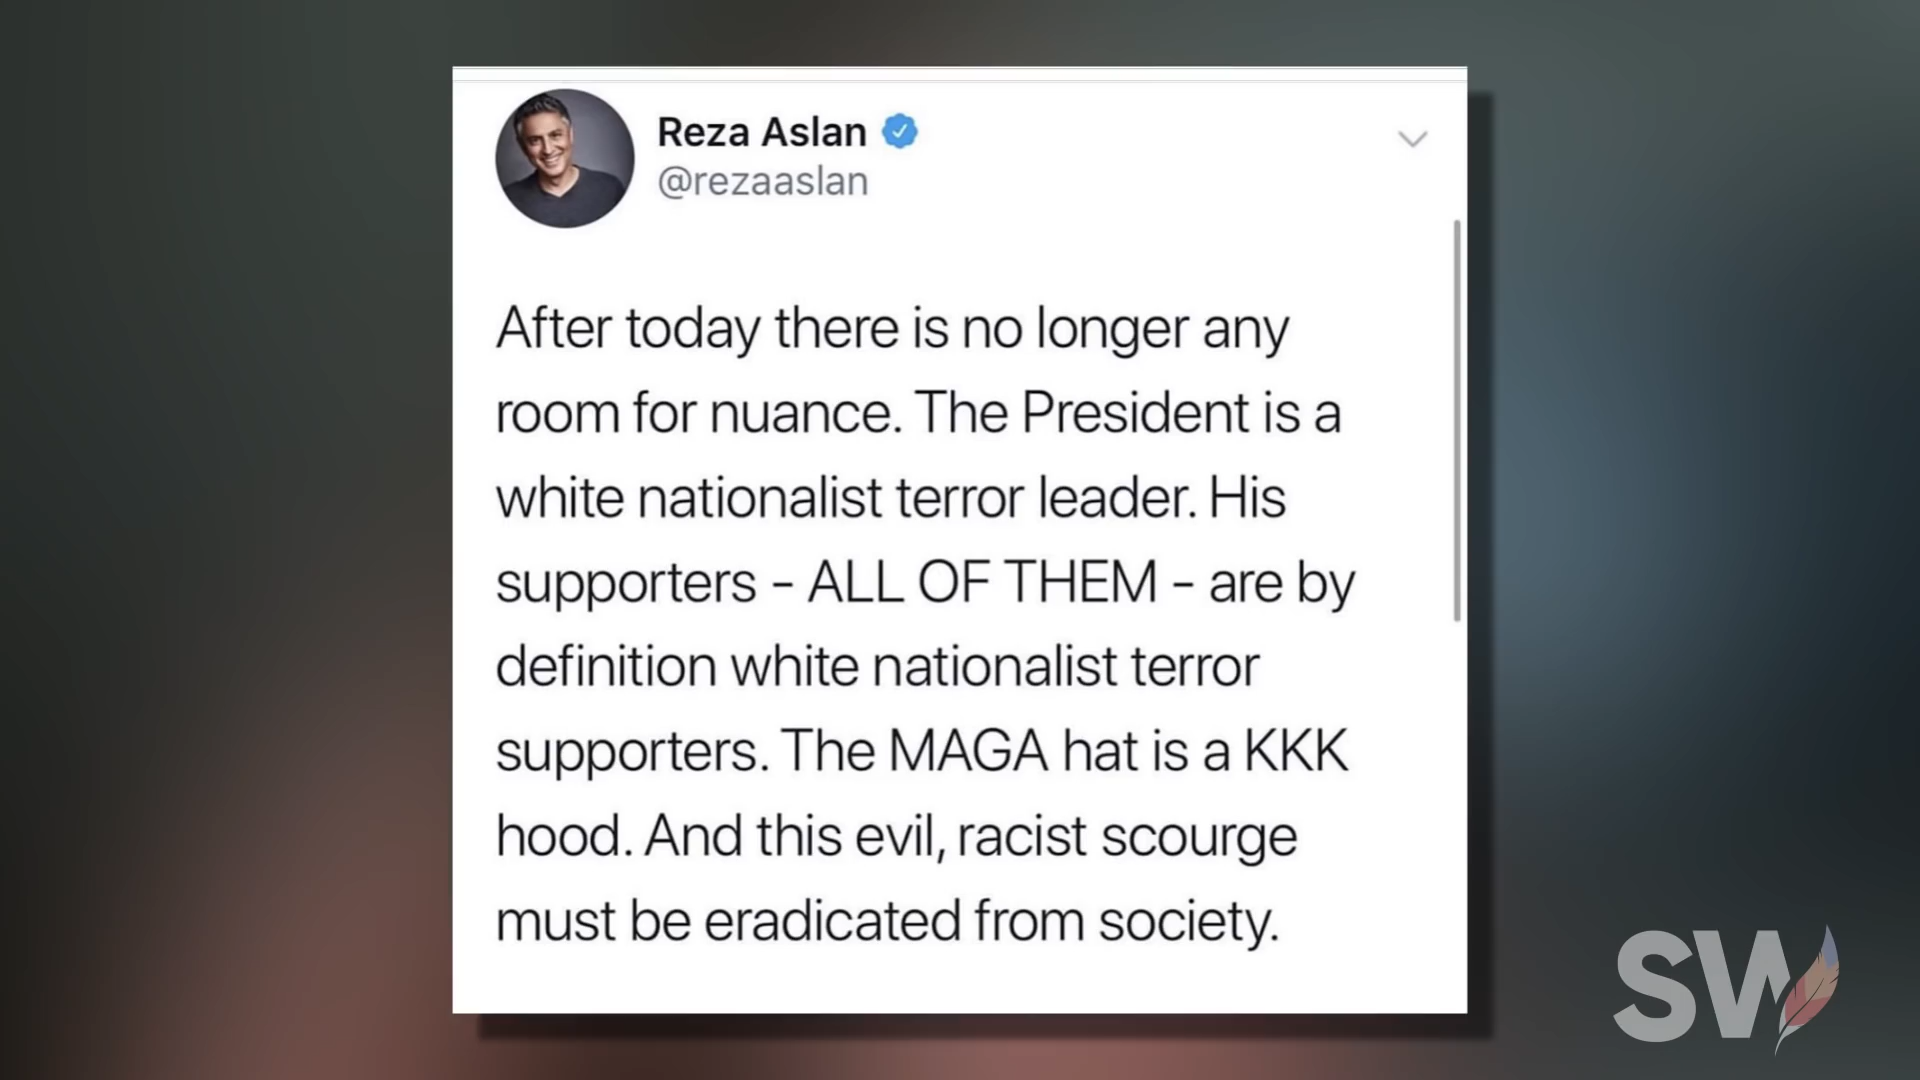 Reza Aslan
@rezaaslan
After today there is no longer any
room for nuance. The President is a
white nationalist terror leader. His
supporters - ALL OF THEM - are by
definition white nationalist terror
supporters. The MAGA hat is a KKK
hood. And this evil, racist scourge
must be eradicated from society.
SW